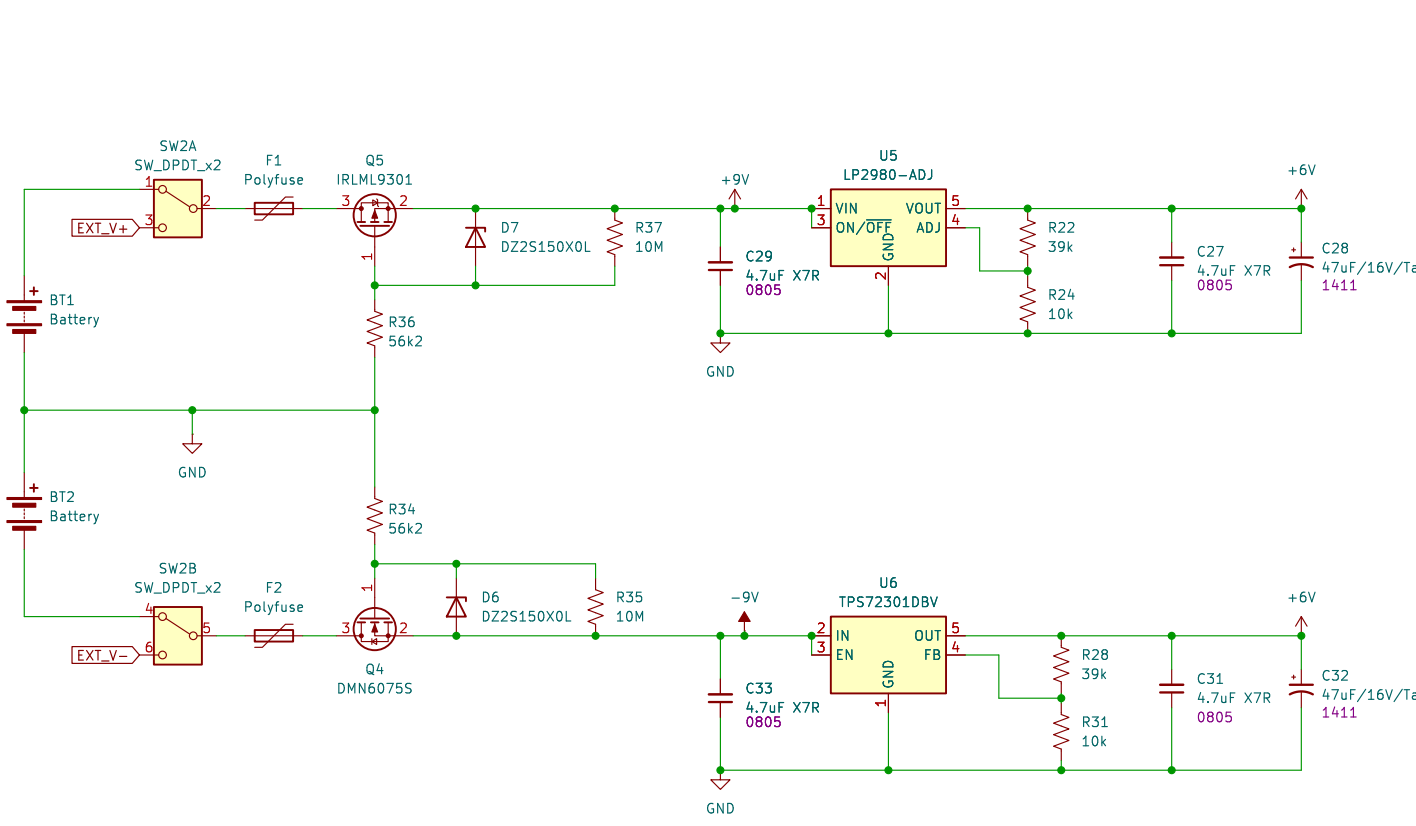 SW2A
SW_DPDT_x2
1
2
3
EXT_V+
F1
Polyfuse
Q5
IRLML9301
3
2
1
D7
DZ2S150X0L
R37
10M
+9V
C29
4.7uF X7R
0805
GND
U5
LP2980-ADJ
1
VIN
3
ON/OFF
VOUT
5
ADJ
4
GND
2
R22
39k
R24
10k
C27
4.7uF X7R
0805
+6V
+
C28
47uF/16V/Ta
1411
+
BT1
Battery
R36
56k2
GND
+
BT2
Battery
R34
56k2
SW2B
SW_DPDT_x2
4
5
6
EXT_V-
F2
Polyfuse
1
3
2
Q4
DMN6075S
D6
DZ2S150X0L
R35
10M
-9V
C33
4.7uF X7R
0805
GND
U6
TPS72301DBV
2
IN
3
EN
OUT
5
FB
4
GND
1
R28
39k
R31
10k
C31
4.7uF X7R
0805
+6V
+
C32
47uF/16V/Ta
1411